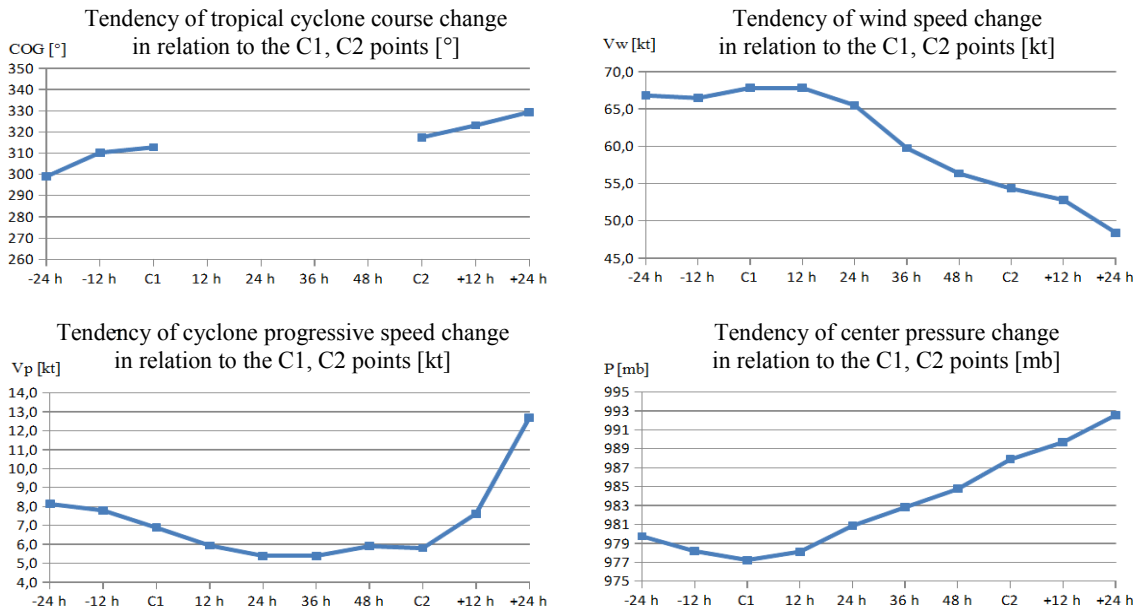 Tendency of tropical cyclone course change
in relation to the C1, C2 points [°]
COG [°]
350
340
330
320
310
300
290
280
270
260
-24 h -12 h C1 12 h 24 h 36 h 48 h C2 +12 h +24 h
Tendency of wind speed change
in relation to the C1, C2 points [kt]
Vw [kt]
70,0
65,0
60,0
55,0
50,0
45,0
-24 h -12 h C1 12 h 24 h 36 h 48 h C2 +12 h +24 h
Tendency of cyclone progressive speed change
in relation to the C1, C2 points [kt]
Vp [kt]
14,0
13,0
12,0
11,0
10,0
9,0
8,0
7,0
6,0
5,0
4,0
-24 h -12 h C1 12 h 24 h 36 h 48 h C2 +12 h +24 h
Tendency of center pressure change
in relation to the C1, C2 points [mb]
P [mb]
995
993
991
989
987
985
983
981
979
977
975
-24 h -12 h C1 12 h 24 h 36 h 48 h C2 +12 h +24 h